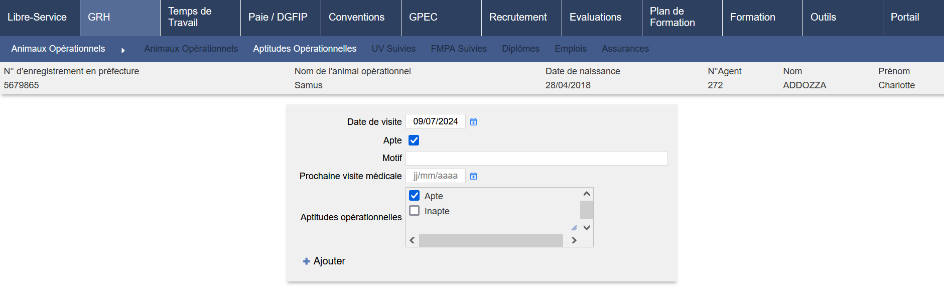 Libre-Service GRH Temps de Travail Paie / DGFIP Conventions GPEC Recrutement Evaluations Plan de Formation Formation Outils Portail
Animaux Opérationnels Animaux Opérationnels Aptitudes Opérationnelles UV Suivies FMPA Suivies Diplômes Emplois Assurances
N° d'enregistrement en préfecture Nom de l'animal opérationnel Date de naissance N°Agent Nom Prénom
5679865 Samus 28/04/2018 272 ADDOZZA Charlotte
Date de visite 09/07/2024
Apte
Motif
Prochaine visite médicale jj/mm/aaaa
Apte
Aptitudes opérationnelles Inapte
Ajouter